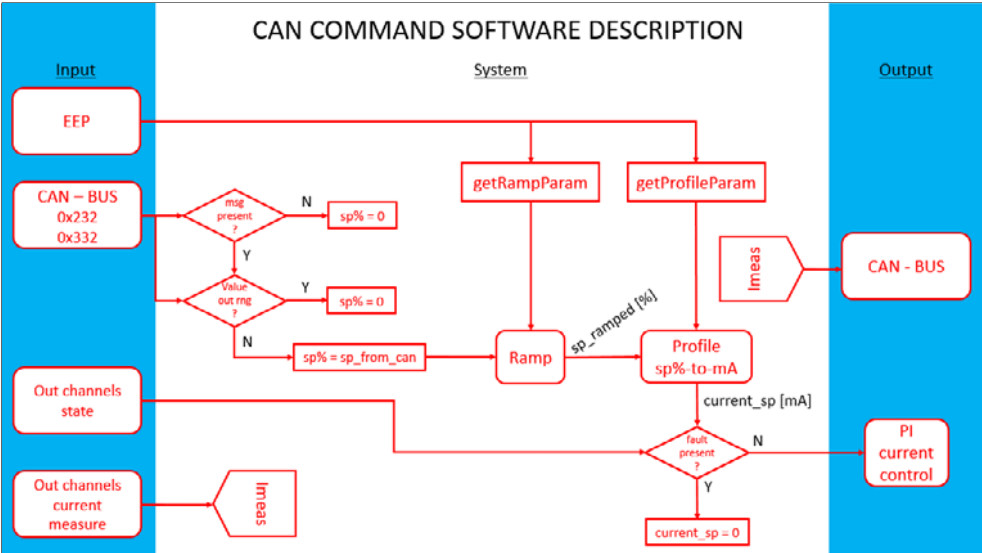 CAN COMMAND SOFTWARE DESCRIPTION
Input
System
Output
EEP
getRampParam
getProfileParam
CAN – BUS
0x232
0x332
msg
present
?
N
sp% = 0
Y
Value
out rng
?
Y
sp% = 0
N
sp% = sp_from_can
Ramp
sp_ramped [%]
Profile
sp%-to-mA
current_sp [mA]
Imeas
CAN - BUS
Out channels
state
fault
present
?
N
Y
PI
current
control
current_sp = 0
Out channels
current
measure
Imeas